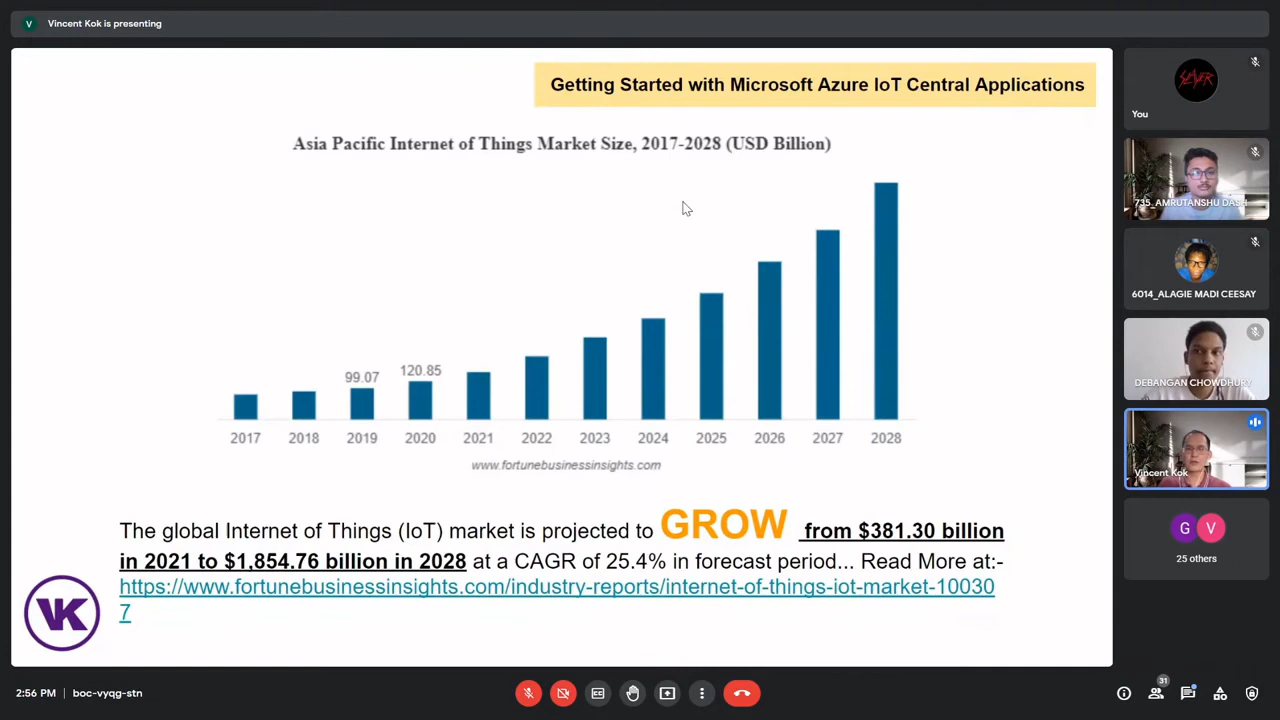 V
Vincent Kok is presenting
Getting Started with Microsoft Azure IoT Central Applications
Asia Pacific Internet of Things Market Size, 2017-2028 (USD Billion)
99.07
120.85
2017 2018 2019 2020 2021 2022 2023 2024 2025 2026 2027 2028
www.fortunebusinessinsights.com
The global Internet of Things (IoT) market is projected to GROW from $381.30 billion
in 2021 to $1,854.76 billion in 2028 at a CAGR of 25.4% in forecast period... Read More at:-
https://www.fortunebusinessinsights.com/industry-reports/internet-of-things-iot-market-10030
7
VK
SLAYER
You
735_AMRUTANSHU DASH
6014_ALAGIE MADI CEESAY
DEBANGAN CHOWDHURY
Vincent Kok
G V
25 others
2:56 PM | boc-vyqg-stn
CC
31